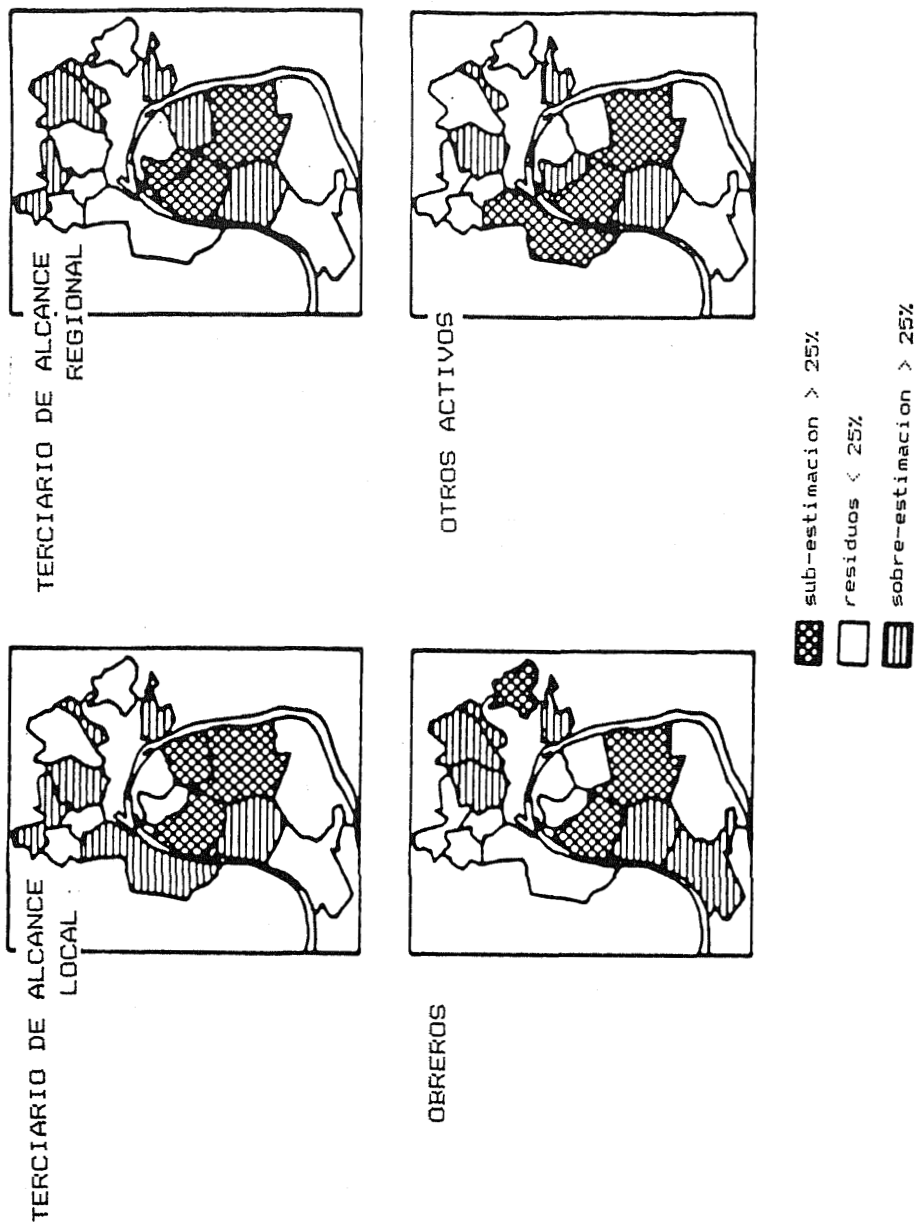 TERCIARIO DE ALCANCE
LOCAL
TERCIARIO DE ALCANCE
REGIONAL
OBREROS
OTROS ACTIVOS
sub-estimacion > 25%
residuos < 25%
sobre-estimacion > 25%